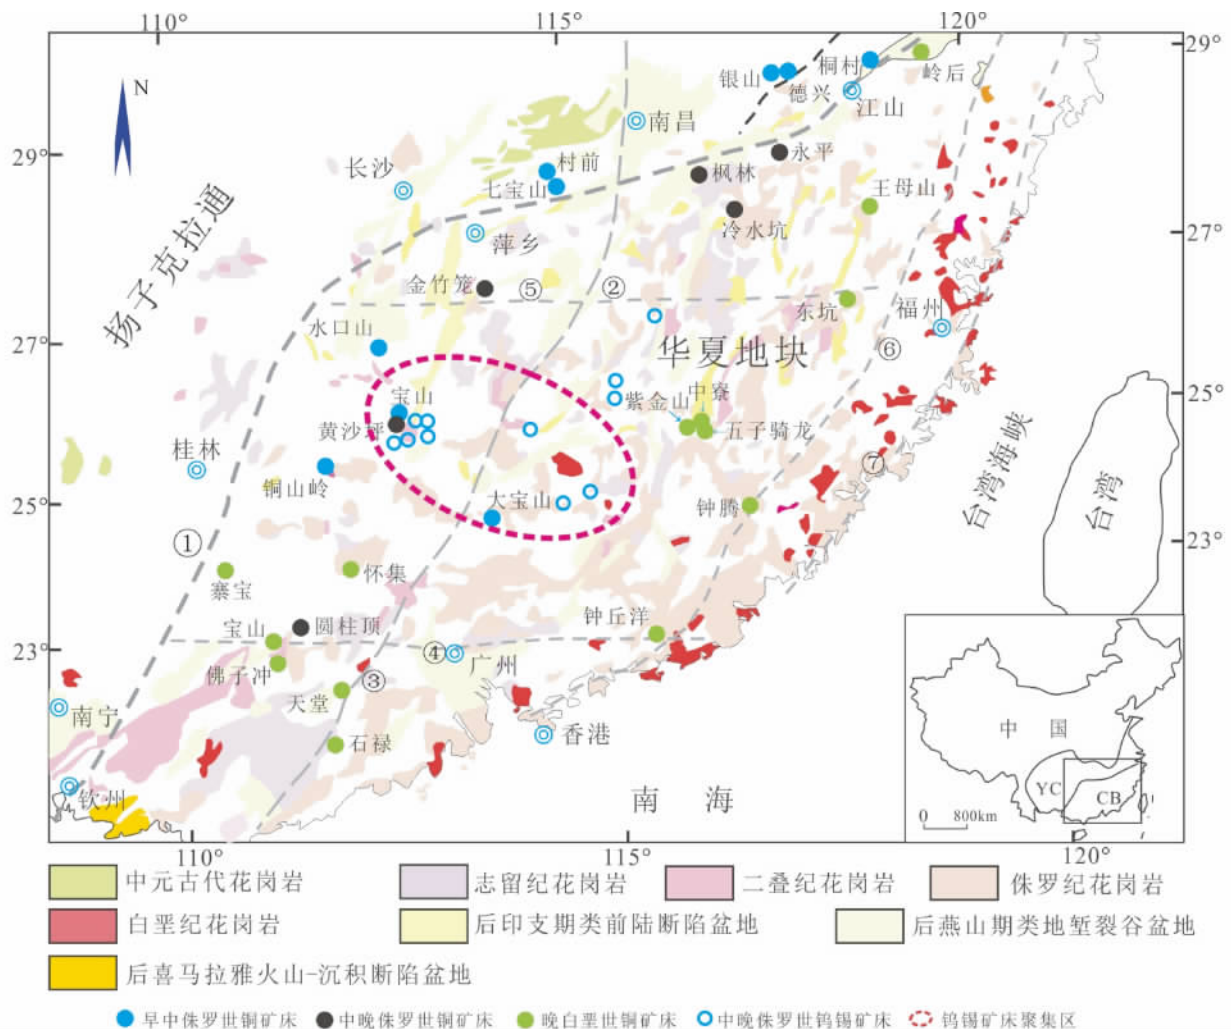 110°
115°
120°
29°
N
银山
德兴
桐村
岭后
江山
南昌
29°
长沙
村前
七宝山
枫林
永平
冷水坑
王母山
扬子克拉通
萍乡
27°
金竹笼
⑤
②
东坑
福州
水口山
27°
华夏地块
⑥
宝山
紫金山
中寮
25°
黄沙坪
五子骑龙
桂林
⑦
台湾海峡
台湾
铜山岭
大宝山
钟腾
25°
①
23°
寨宝
怀集
宝山
圆柱顶
钟丘洋
23°
④
广州
佛子冲
③
天堂
南宁
石禄
香港
中国
YC
CB
钦州
南海
0
800km
110°
115°
120°
中元古代花岗岩
志留纪花岗岩
二叠纪花岗岩
侏罗纪花岗岩
白垩纪花岗岩
后印支期类前陆断陷盆地
后燕山期类地堑裂谷盆地
后喜马拉雅火山-沉积断陷盆地
早中侏罗世铜矿床
中晚侏罗世铜矿床
晚白垩世铜矿床
中晚侏罗世钨锡矿床
钨锡矿床聚集区